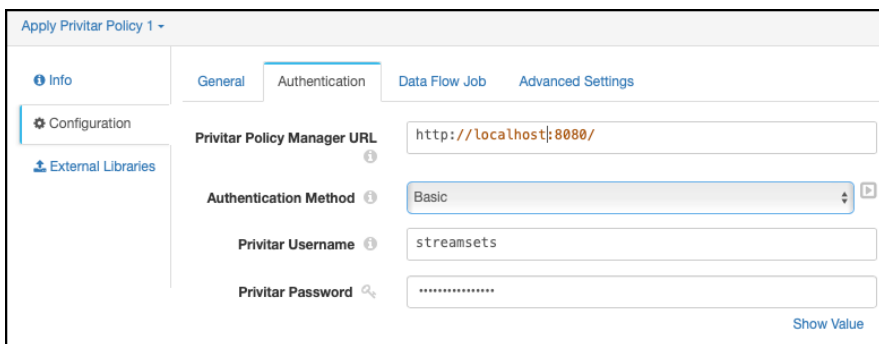 Apply Privitar Policy 1
Info
Configuration
External Libraries
General Authentication Data Flow Job Advanced Settings
Privitar Policy Manager URL http://localhost:8080/
Authentication Method Basic
Privitar Username streamsets
Privitar Password ••••••••••••••••
Show Value